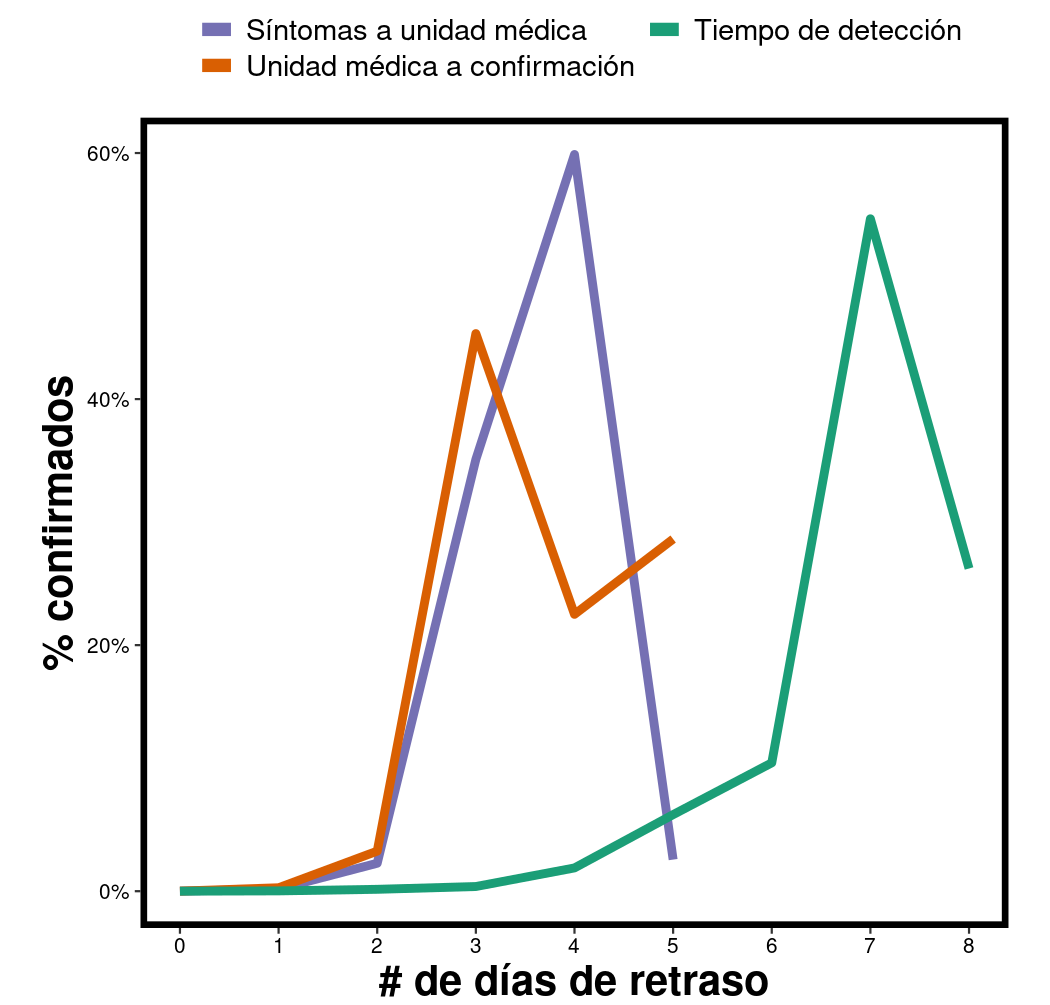 Síntomas a unidad médica
Tiempo de detección
Unidad médica a confirmación
60%
40%
20%
0%
% confirmados
0 1 2 3 4 5 6 7 8
# de días de retraso